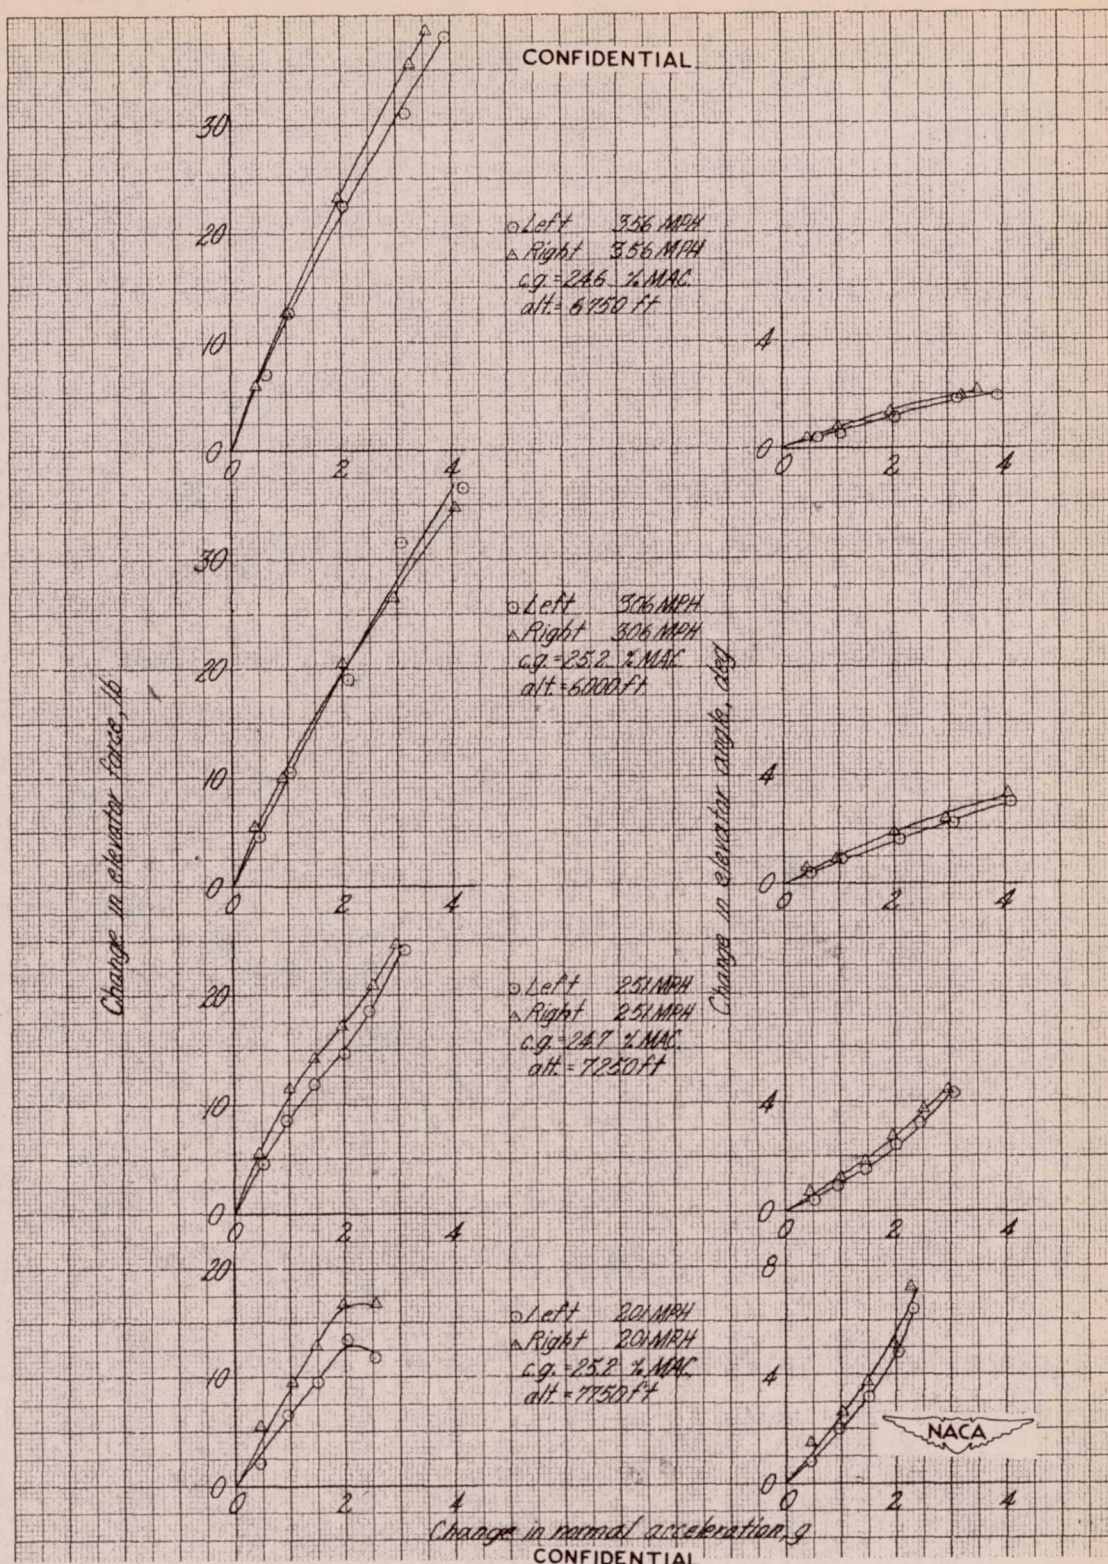 CONFIDENTIAL
30
20
10
0
0 2 4
○ Left 356 MPH
△ Right 356 MPH
c.g. = 24.6 % MAC
alt. = 6750 ft
4
0
0 2 4
30
20
10
0
0 2 4
○ Left 306 MPH
△ Right 306 MPH
c.g. = 25.2 % MAC
alt. = 6000 ft
4
0
0 2 4
Change in elevator force, lb
Change in elevator angle, deg
20
10
0
0 2 4
○ Left 251 MPH
△ Right 251 MPH
c.g. = 24.7 % MAC
alt. = 7250 ft
4
0
0 2 4
20
10
0
0 2 4
○ Left 201 MPH
△ Right 201 MPH
c.g. = 25.2 % MAC
alt. = 7750 ft
8
4
0
0 2 4
NACA
Change in normal acceleration, g
CONFIDENTIAL